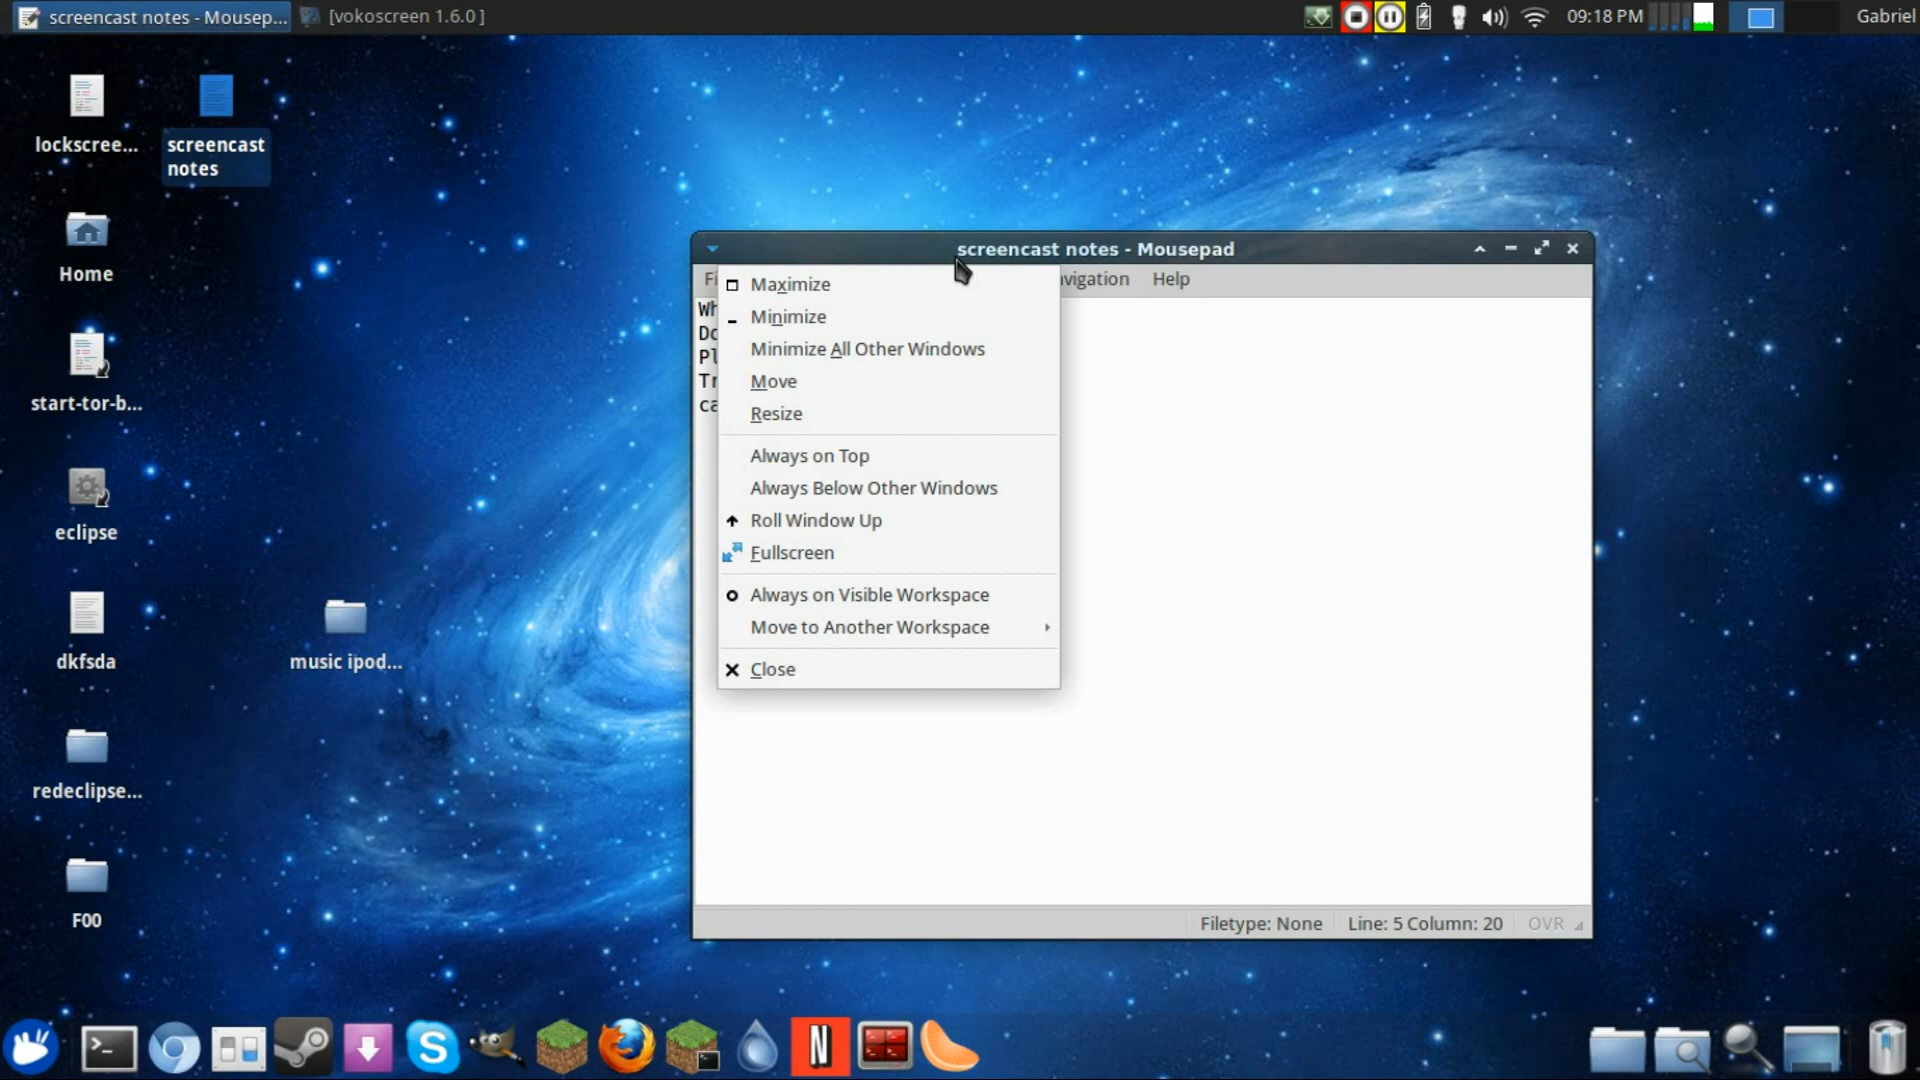 screencast notes - Mousep...
[vokoscreen 1.6.0 ]
09:18 PM
Gabriel
lockscree...
screencast
notes
Home
start-tor-b...
eclipse
dkfsda
music ipod...
redeclipse...
F00
screencast notes - Mousepad
Fi
vigation
Help
Wh
Do
Pl
Tr
ca
Maximize
Minimize
Minimize All Other Windows
Move
Resize
Always on Top
Always Below Other Windows
Roll Window Up
Fullscreen
Always on Visible Workspace
Move to Another Workspace
Close
Filetype: None
Line: 5 Column: 20
OVR